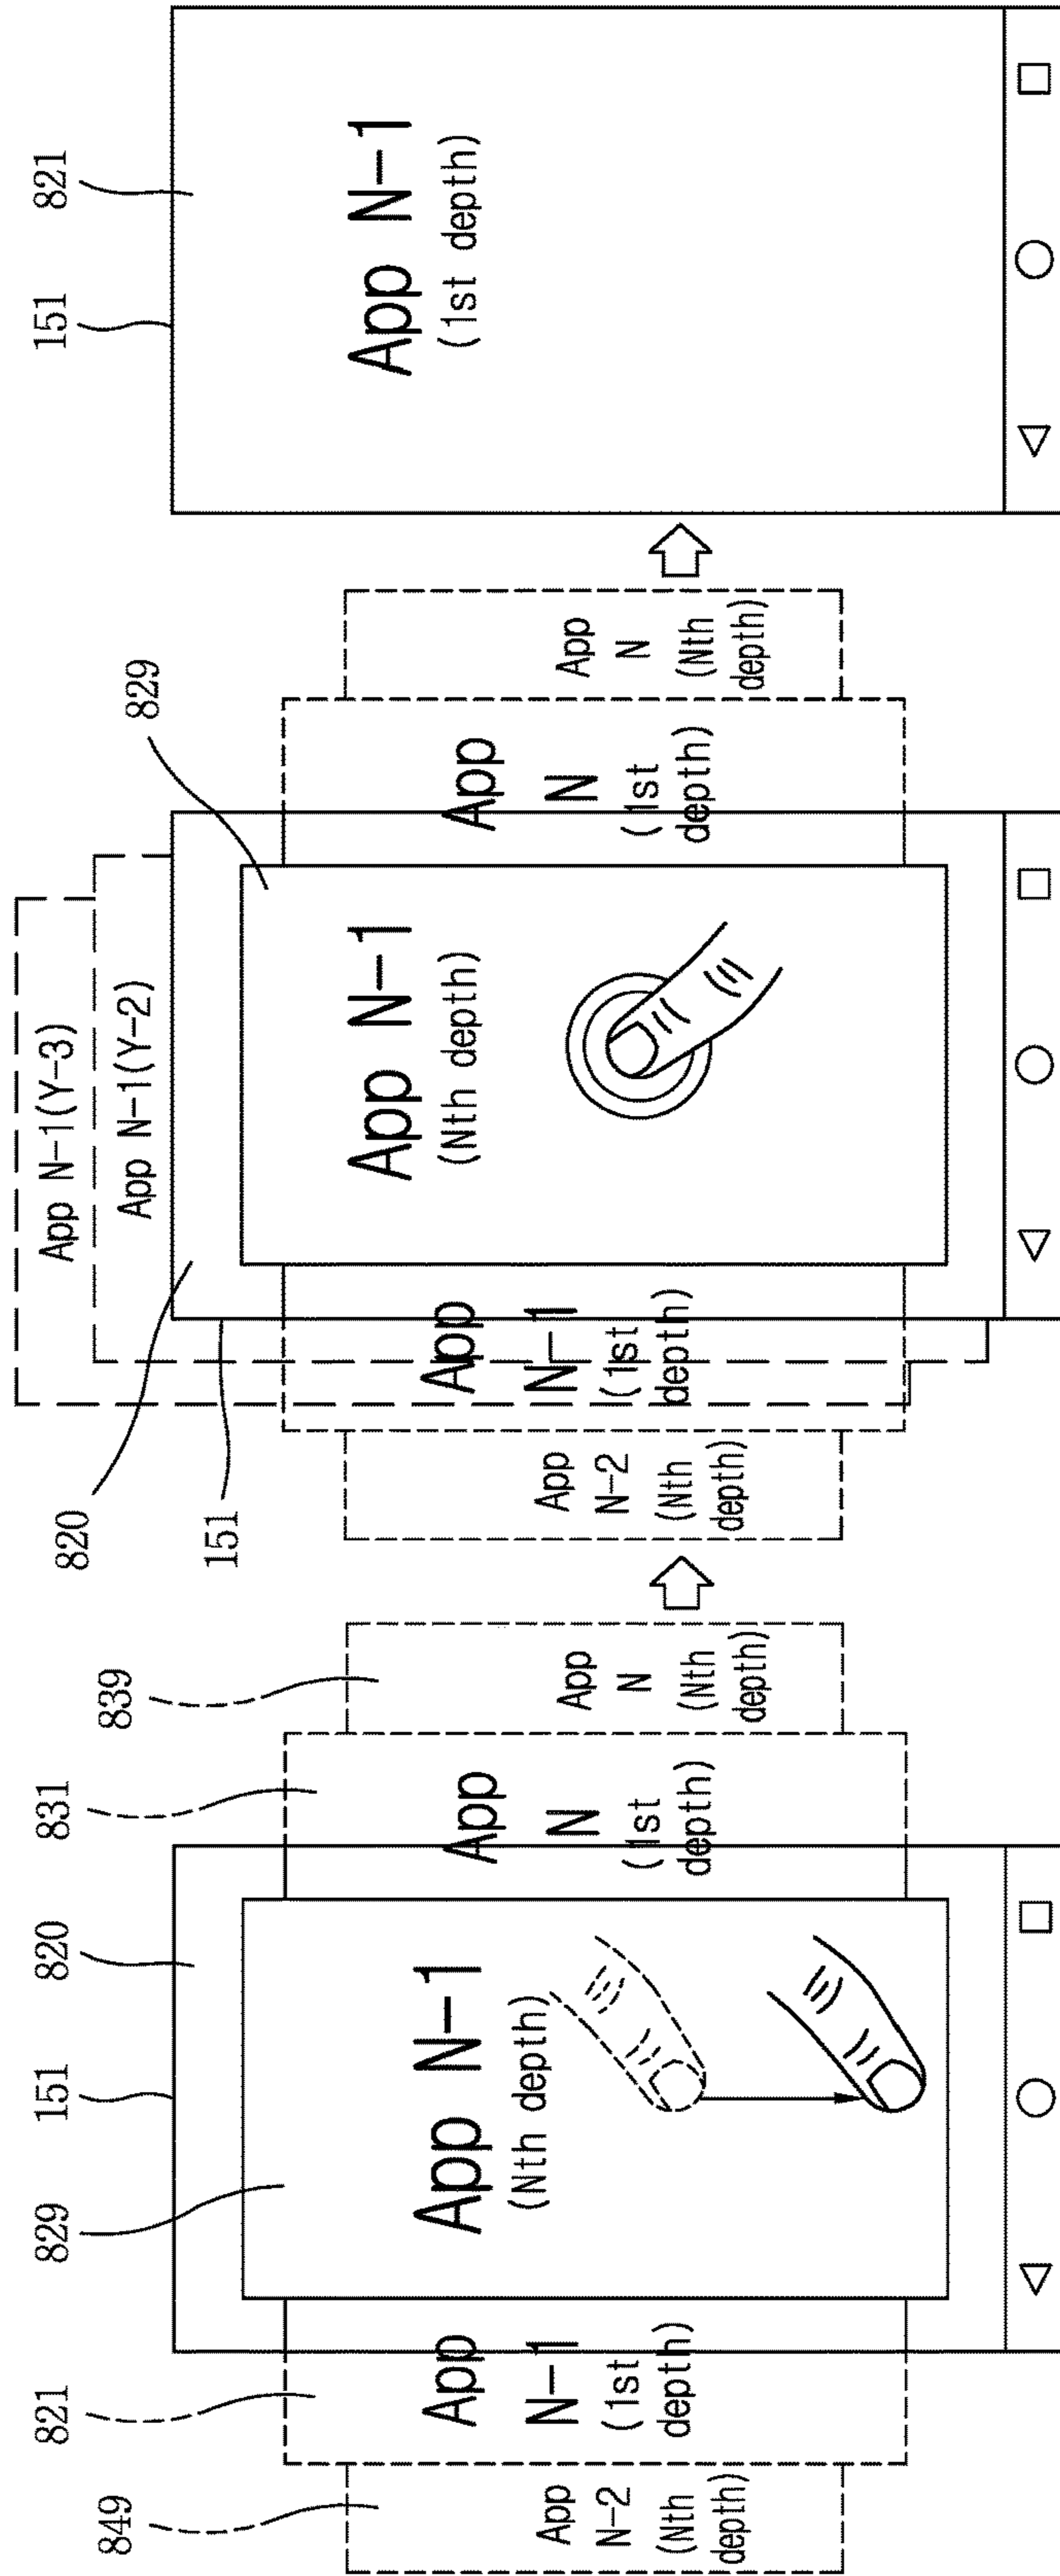 849
821
829
151
820
831
839
App
N-2
(Nth
depth)
App
N-1
(1st
depth)
App N-1
(Nth depth)
App
N
(1st
depth)
App
N
(Nth
depth)
820
151
829
App N-1(Y-3)
App N-1(Y-2)
App
N-2
(Nth
depth)
App
N-1
(1st
depth)
App N-1
(Nth depth)
App
N
(1st
depth)
App
N
(Nth
depth)
151
821
App N-1
(1st depth)